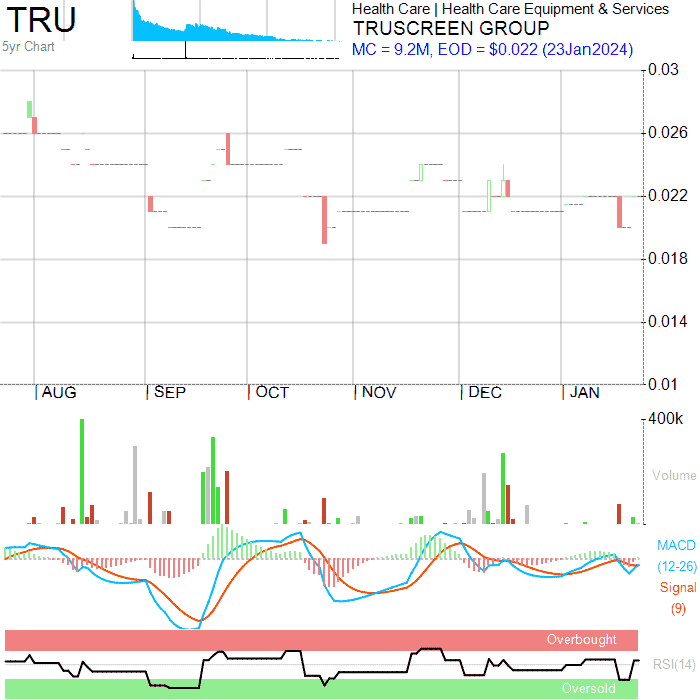 TRU
5yr Chart
Health Care | Health Care Equipment & Services
TRUSCREEN GROUP
MC = 9.2M, EOD = $0.022 (23Jan2024)
0.03
0.026
0.022
0.018
0.014
0.01
AUG
SEP
OCT
NOV
DEC
JAN
400k
Volume
MACD
(12-26)
Signal
(9)
Overbought
RSI(14)
Oversold